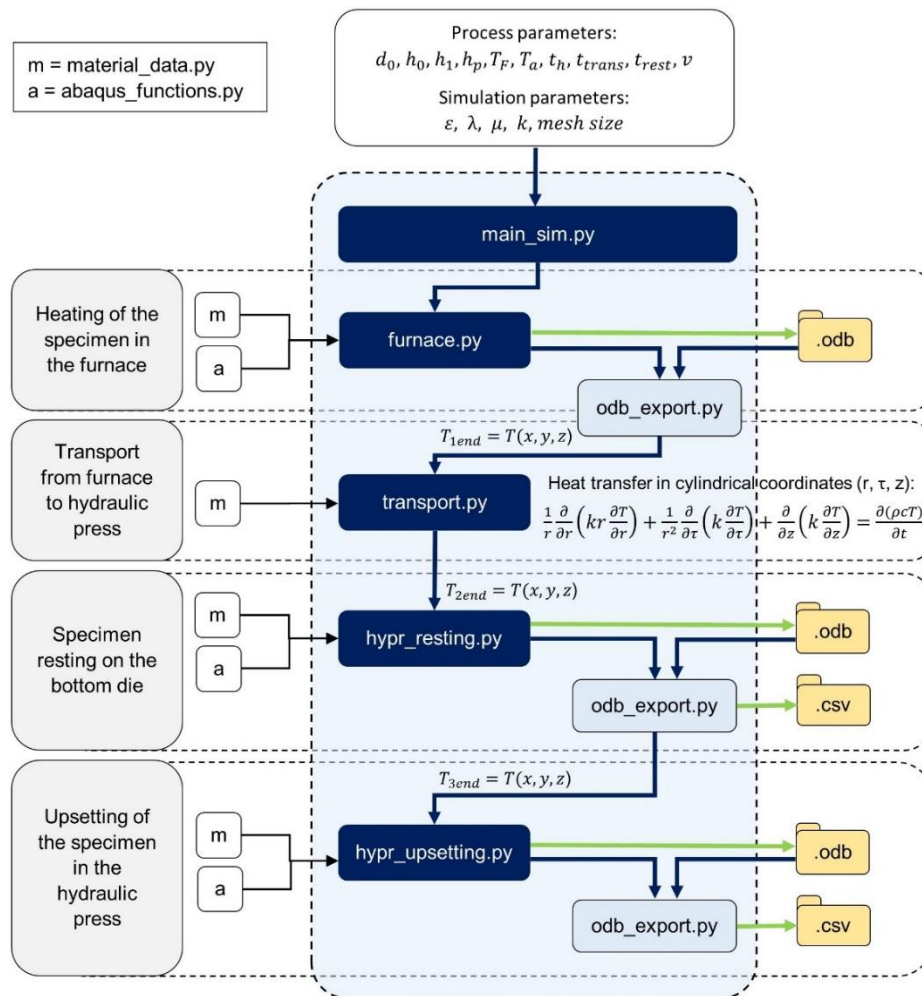 Process parameters:
d₀, h₀, h₁, hₚ, T_F, Tₐ, t_h, t_trans, t_rest, v
Simulation parameters:
ε, λ, μ, k, mesh size
m = material_data.py
a = abaqus_functions.py
main_sim.py
Heating of the
specimen in
the furnace
m
a
furnace.py
.odb
odb_export.py
T_1end = T(x, y, z)
Transport
from furnace
to hydraulic
press
m
transport.py
Heat transfer in cylindrical coordinates (r, τ, z):
1/r ∂/∂r (kr ∂T/∂r) + 1/r² ∂/∂τ (k ∂T/∂τ) + ∂/∂z (k ∂T/∂z) = ∂(ρcT)/∂t
T_2end = T(x, y, z)
Specimen
resting on the
bottom die
m
a
hypr_resting.py
.odb
odb_export.py
.csv
T_3end = T(x, y, z)
Upsetting of
the specimen
in the
hydraulic
press
m
a
hypr_upsetting.py
.odb
odb_export.py
.csv